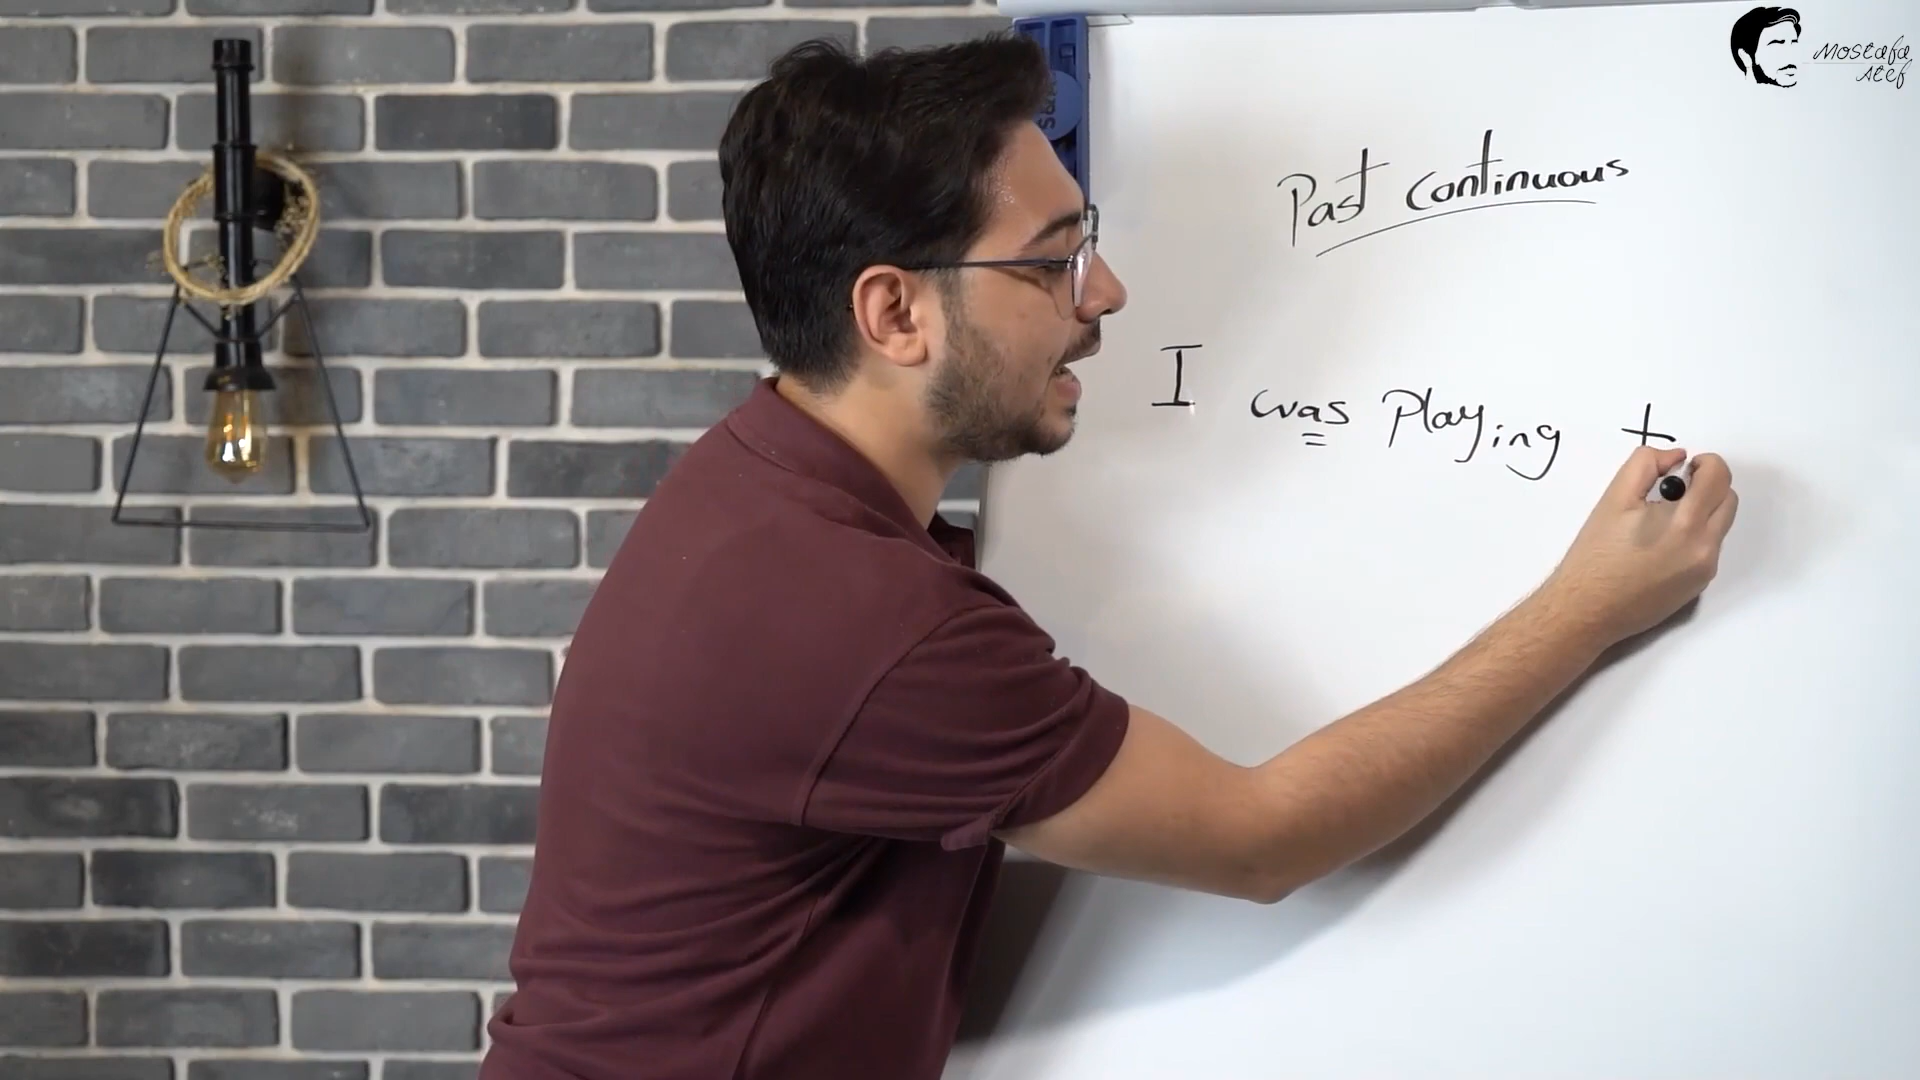 Mostafa
Atef
Past Continuous
I was Playing t